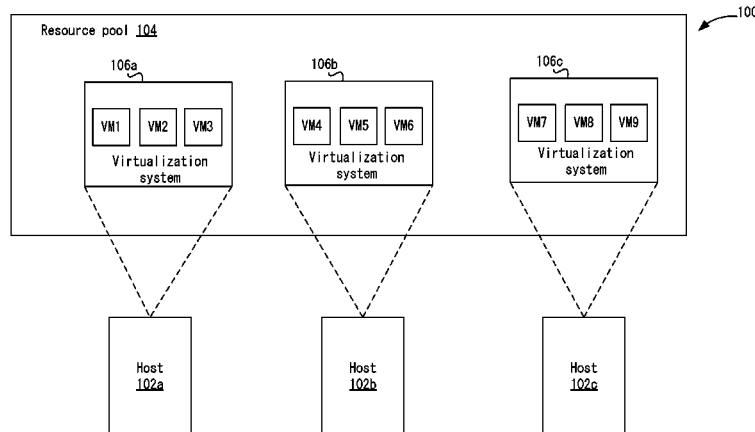 100
Resource pool 104
106a
106b
106c
VM1 VM2 VM3
VM4 VM5 VM6
VM7 VM8 VM9
Virtualization
system
Virtualization
system
Virtualization
system
Host
102a
Host
102b
Host
102c